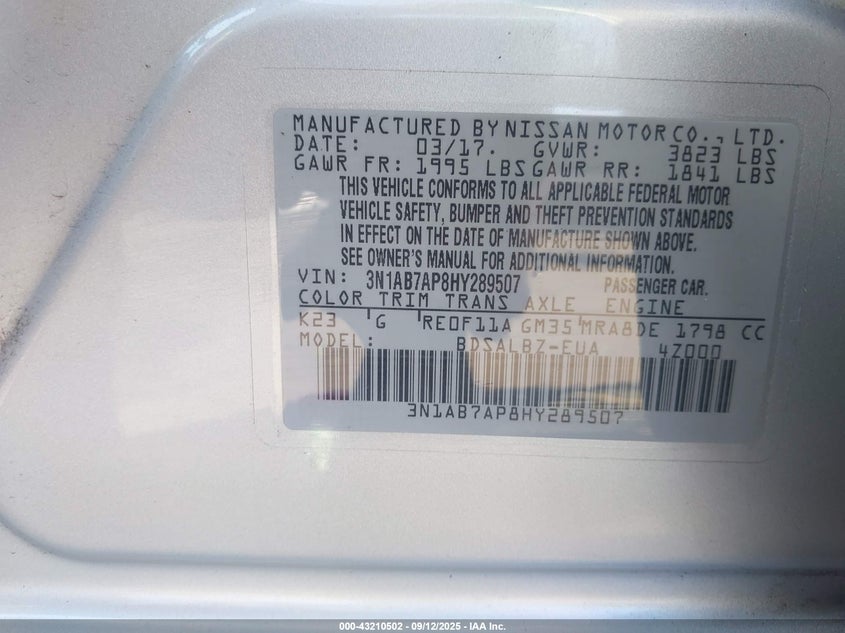 MANUFACTURED BY NISSAN MOTOR CO., LTD.
DATE: 03/17. GVWR: 3823 LBS
GAWR FR: 1995 LBS GAWR RR: 1841 LBS
THIS VEHICLE CONFORMS TO ALL APPLICABLE FEDERAL MOTOR
VEHICLE SAFETY, BUMPER AND THEFT PREVENTION STANDARDS
IN EFFECT ON THE DATE OF MANUFACTURE SHOWN ABOVE.
SEE OWNER'S MANUAL FOR ADDITIONAL INFORMATION.
VIN: 3N1AB7AP8HY289507 PASSENGER CAR.
COLOR TRIM TRANS AXLE ENGINE
K23 G RE0F11A GM35 MRA8DE 1798 CC
MODEL: BDSALBZ-EUA 4Z000
3N1AB7AP8HY289507
000-43210502 - 09/12/2025 - IAA Inc.